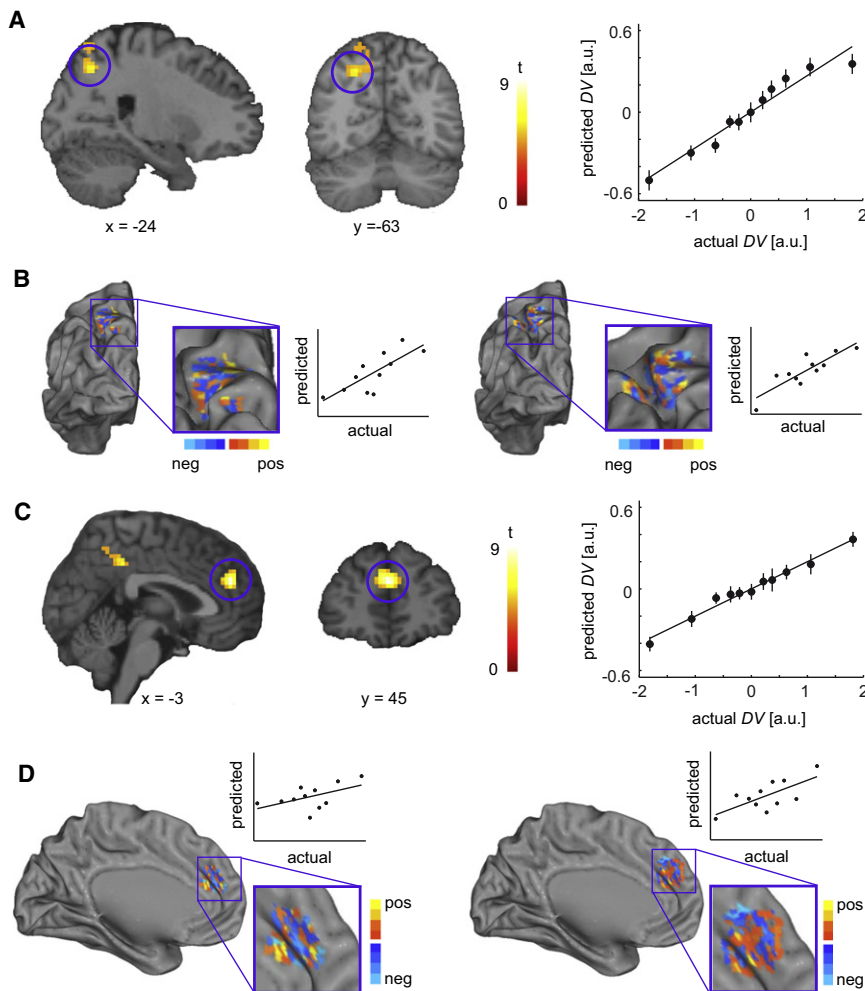 A
x = -24
y =-63
t
9
0
predicted DV [a.u.]
0.6
0
-0.6
-2
-1
0
1
2
actual DV [a.u.]
B
neg
pos
predicted
actual
neg
pos
predicted
actual
C
x = -3
y = 45
t
9
0
predicted DV [a.u.]
0.6
0
-0.6
-2
-1
0
1
2
actual DV [a.u.]
D
predicted
actual
pos
neg
predicted
actual
pos
neg